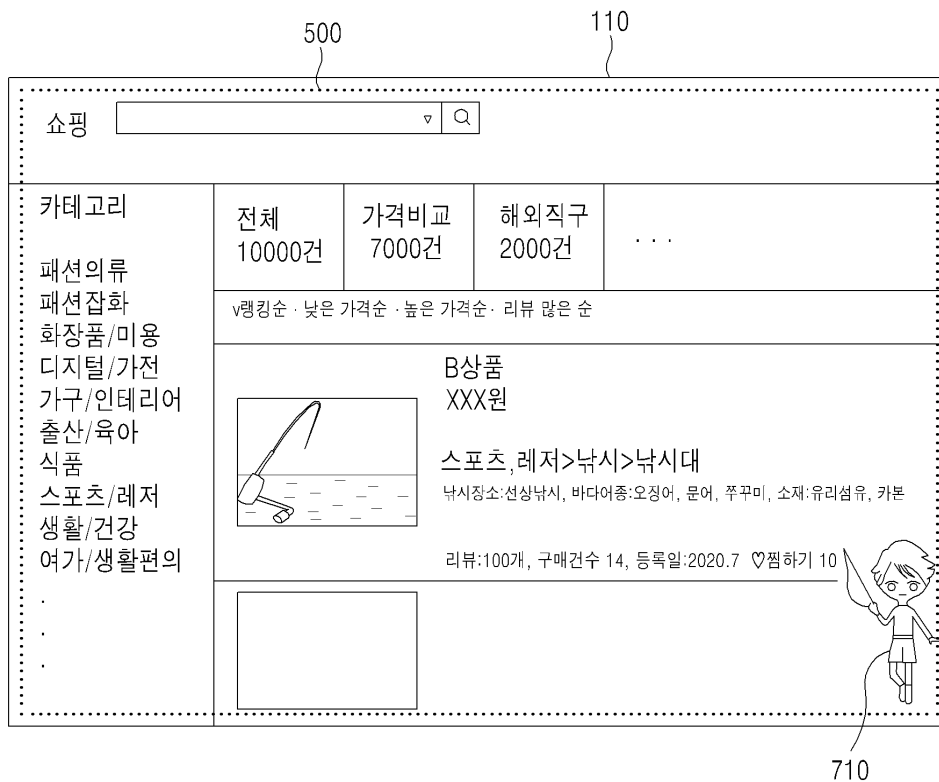 500
110
쇼핑
카테고리
패션의류
패션잡화
화장품/미용
디지털/가전
가구/인테리어
출산/육아
식품
스포츠/레저
생활/건강
여가/생활편의
전체
10000건
가격비교
7000건
해외직구
2000건
. . .
v랭킹순 · 낮은 가격순 · 높은 가격순 · 리뷰 많은 순
B상품
XXX원
스포츠,레저>낚시>낚시대
낚시장소:선상낚시, 바다어종:오징어, 문어, 쭈꾸미, 소재:유리섬유, 카본
리뷰:100개, 구매건수 14, 등록일:2020.7 ♡찜하기 10
710